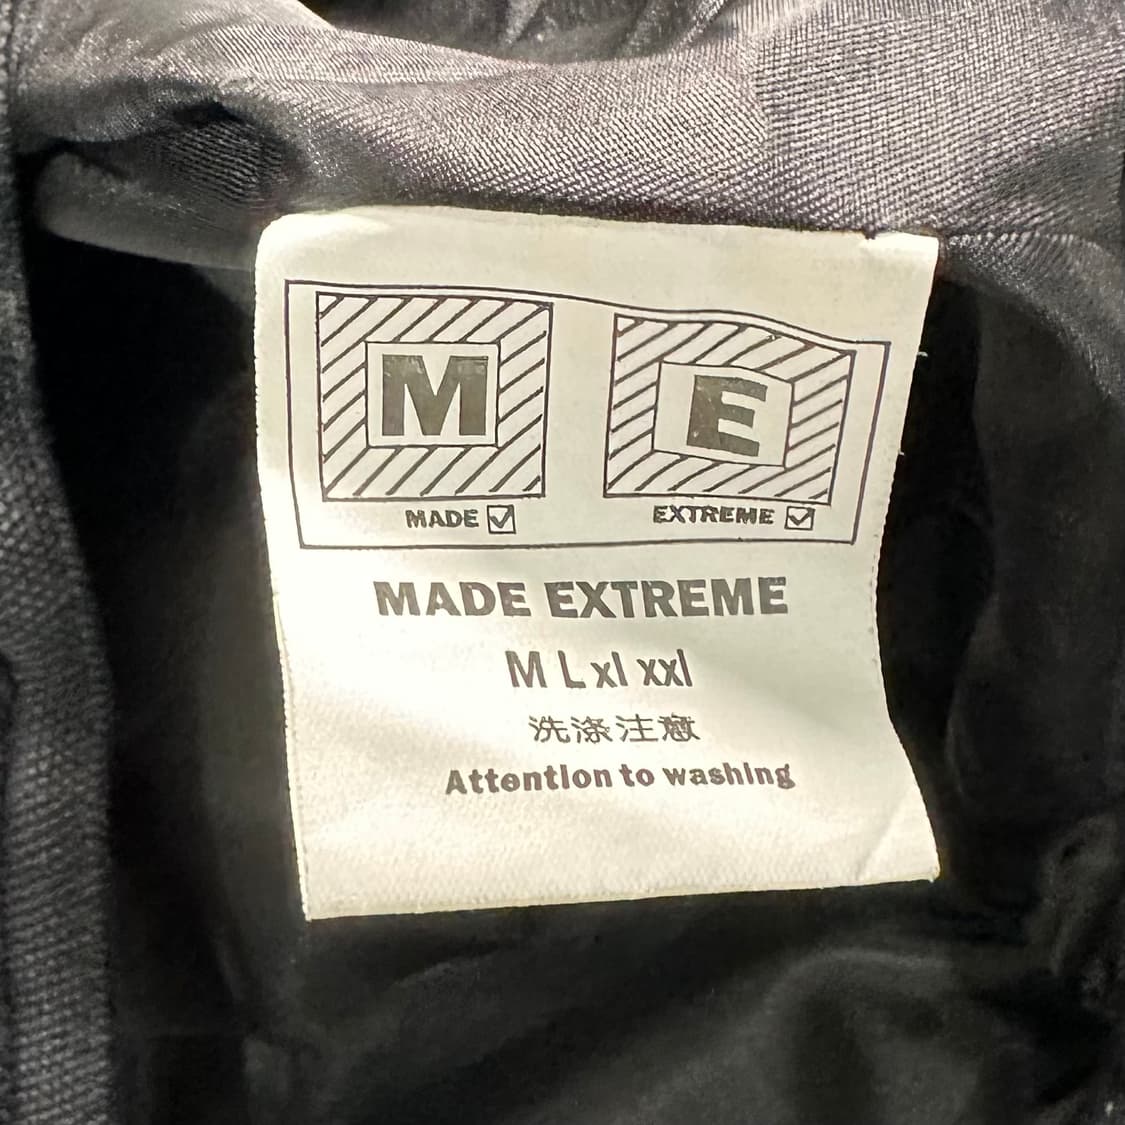 M E
MADE EXTREME
MADE EXTREME
M L xl xxl
洗涤注意
Attention to washing